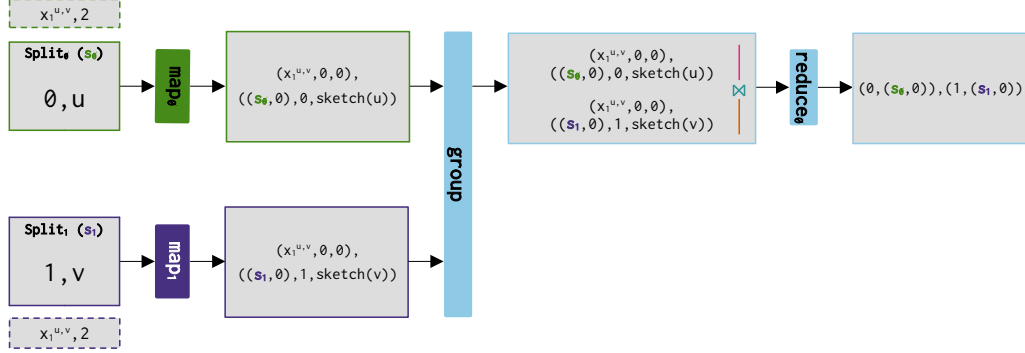 x₁ᵘ,ᵛ,2
Split₀ (s₀)
0,u
map₀
(x₁ᵘ,ᵛ,0,0),
((s₀,0),0,sketch(u))
group
(x₁ᵘ,ᵛ,0,0),
((s₀,0),0,sketch(u))
⋈
(x₁ᵘ,ᵛ,0,0),
((s₁,0),1,sketch(v))
reduce₀
(0,(s₀,0)),(1,(s₁,0))
Split₁ (s₁)
1,v
map₁
(x₁ᵘ,ᵛ,0,0),
((s₁,0),1,sketch(v))
x₁ᵘ,ᵛ,2